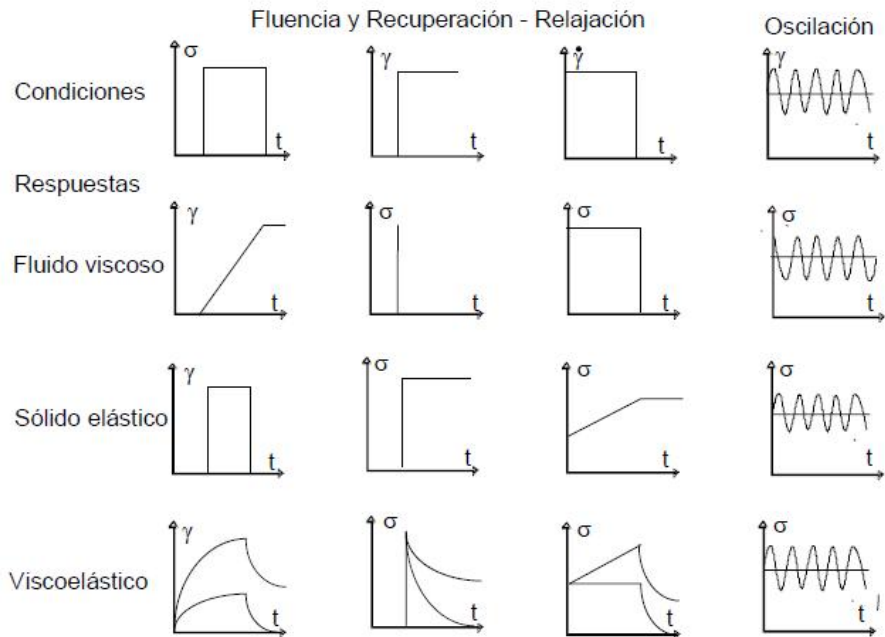 Fluencia y Recuperación - Relajación
Oscilación
Condiciones
σ
t
γ
t
γ̇
t
γ
t
Respuestas
Fluido viscoso
γ
t
σ
t
σ
t
σ
t
Sólido elástico
γ
t
σ
t
σ
t
σ
t
Viscoelástico
γ
t
σ
t
σ
t
σ
t